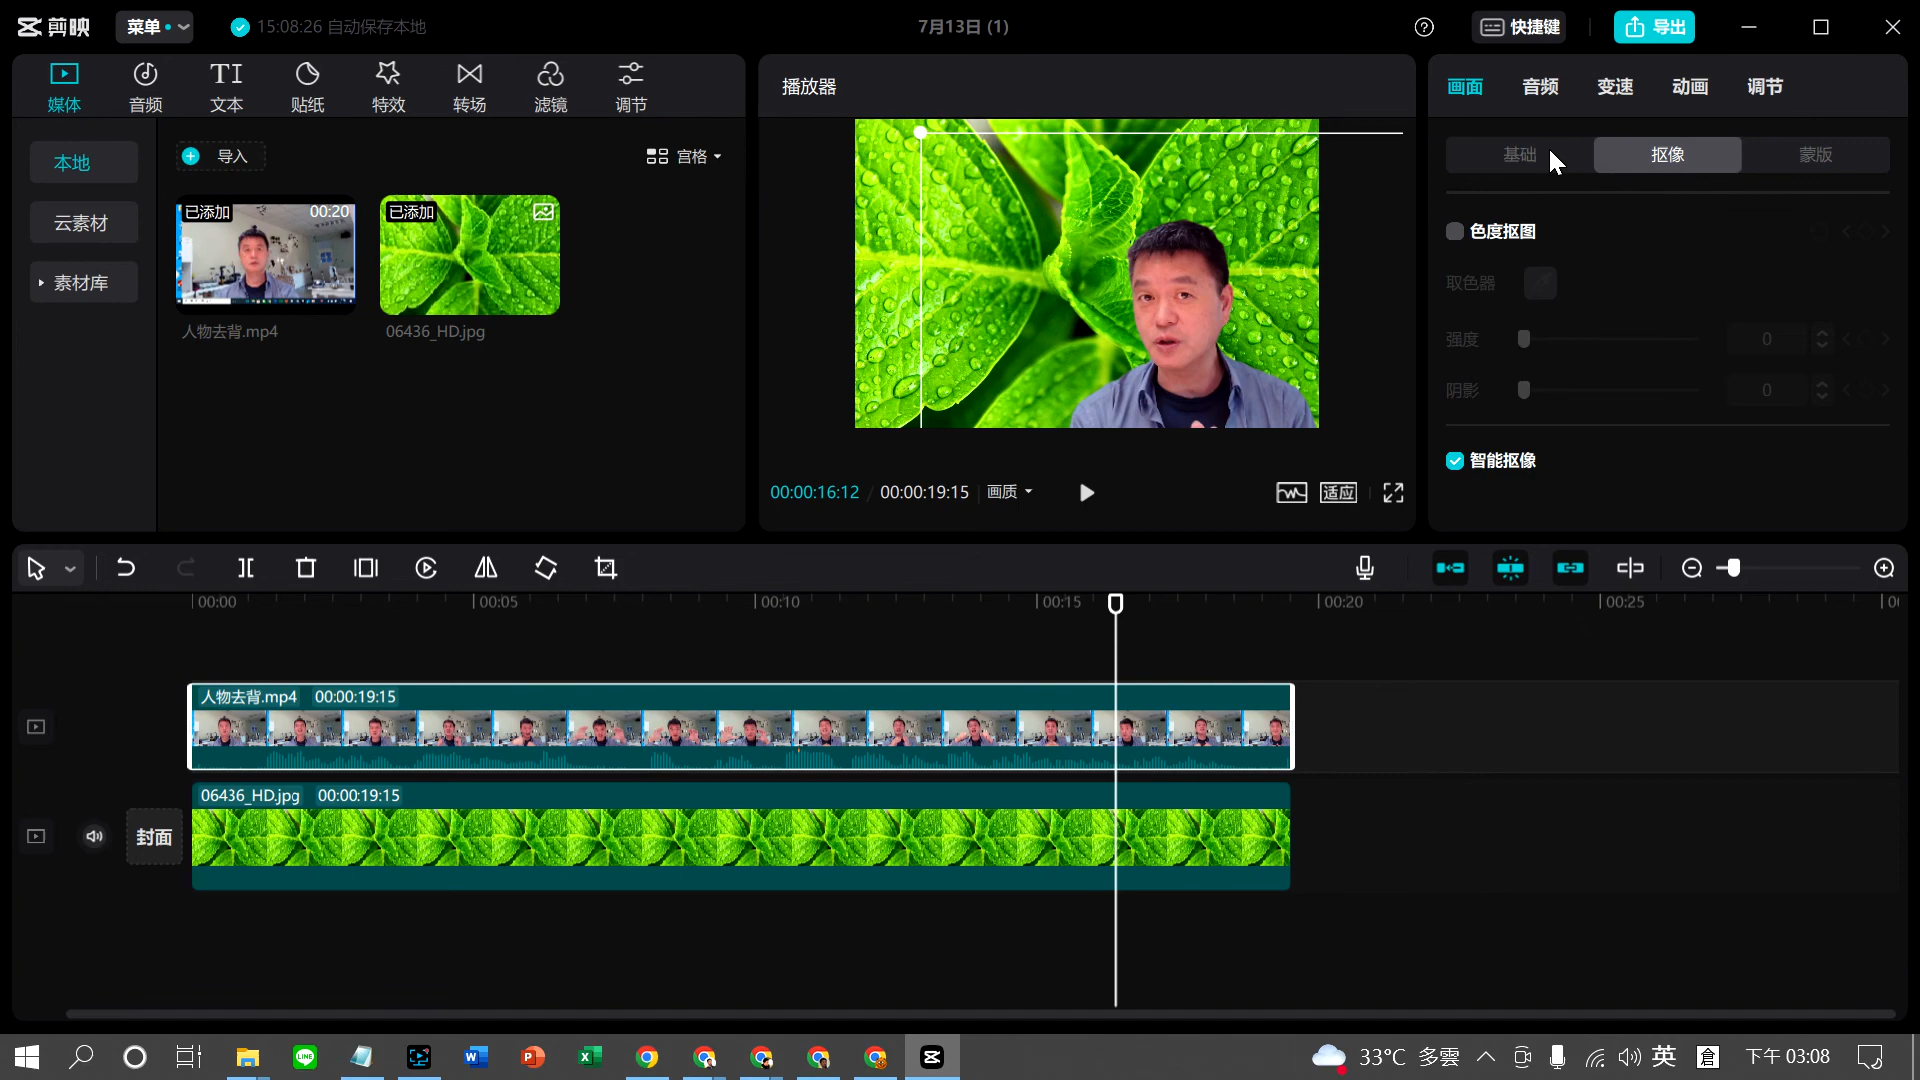 剪映
菜单
15:08:26 自动保存本地
7月13日 (1)
快捷键
导出
媒体
音频
文本
贴纸
特效
转场
滤镜
调节
播放器
画面
音频
变速
动画
调节
本地
云素材
素材库
导入
宫格
已添加
00:20
人物去背.mp4
已添加
06436_HD.jpg
基础
抠像
蒙版
色度抠图
取色器
强度
0
阴影
0
智能抠像
00:00:16:12 / 00:00:19:15
画质
适应
00:00
00:05
00:10
00:15
00:20
00:25
人物去背.mp4 00:00:19:15
封面
06436_HD.jpg 00:00:19:15
LINE
33°C 多雲
英
倉
下午 03:08